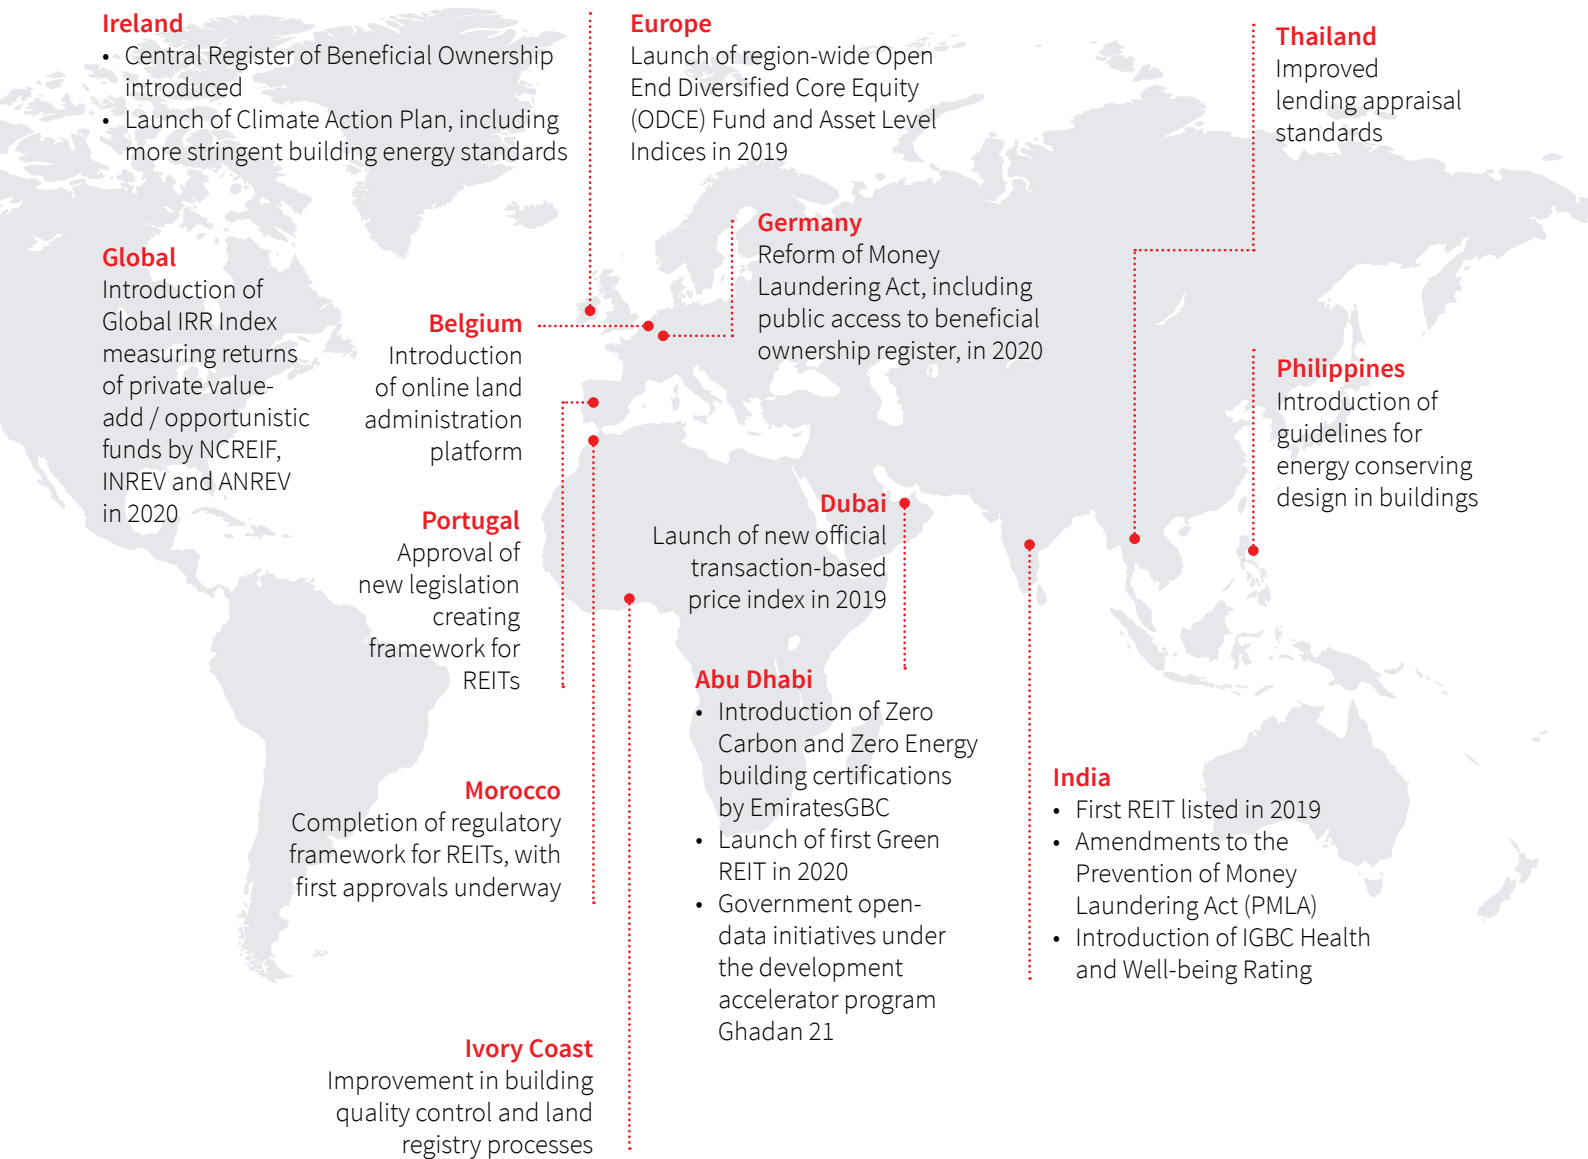 Ireland
• Central Register of Beneficial Ownership
introduced
• Launch of Climate Action Plan, including
more stringent building energy standards
Europe
Launch of region-wide Open
End Diversified Core Equity
(ODCE) Fund and Asset Level
Indices in 2019
Thailand
Improved
lending appraisal
standards
Germany
Reform of Money
Laundering Act, including
public access to beneficial
ownership register, in 2020
Global
Introduction of
Global IRR Index
measuring returns
of private value-
add / opportunistic
funds by NCREIF,
INREV and ANREV
in 2020
Belgium
Introduction
of online land
administration
platform
Philippines
Introduction of
guidelines for
energy conserving
design in buildings
Portugal
Approval of
new legislation
creating
framework for
REITs
Dubai
Launch of new official
transaction-based
price index in 2019
Abu Dhabi
• Introduction of Zero
Carbon and Zero Energy
building certifications
by EmiratesGBC
• Launch of first Green
REIT in 2020
• Government open-
data initiatives under
the development
accelerator program
Ghadan 21
Morocco
Completion of regulatory
framework for REITs, with
first approvals underway
India
• First REIT listed in 2019
• Amendments to the
Prevention of Money
Laundering Act (PMLA)
• Introduction of IGBC Health
and Well-being Rating
Ivory Coast
Improvement in building
quality control and land
registry processes